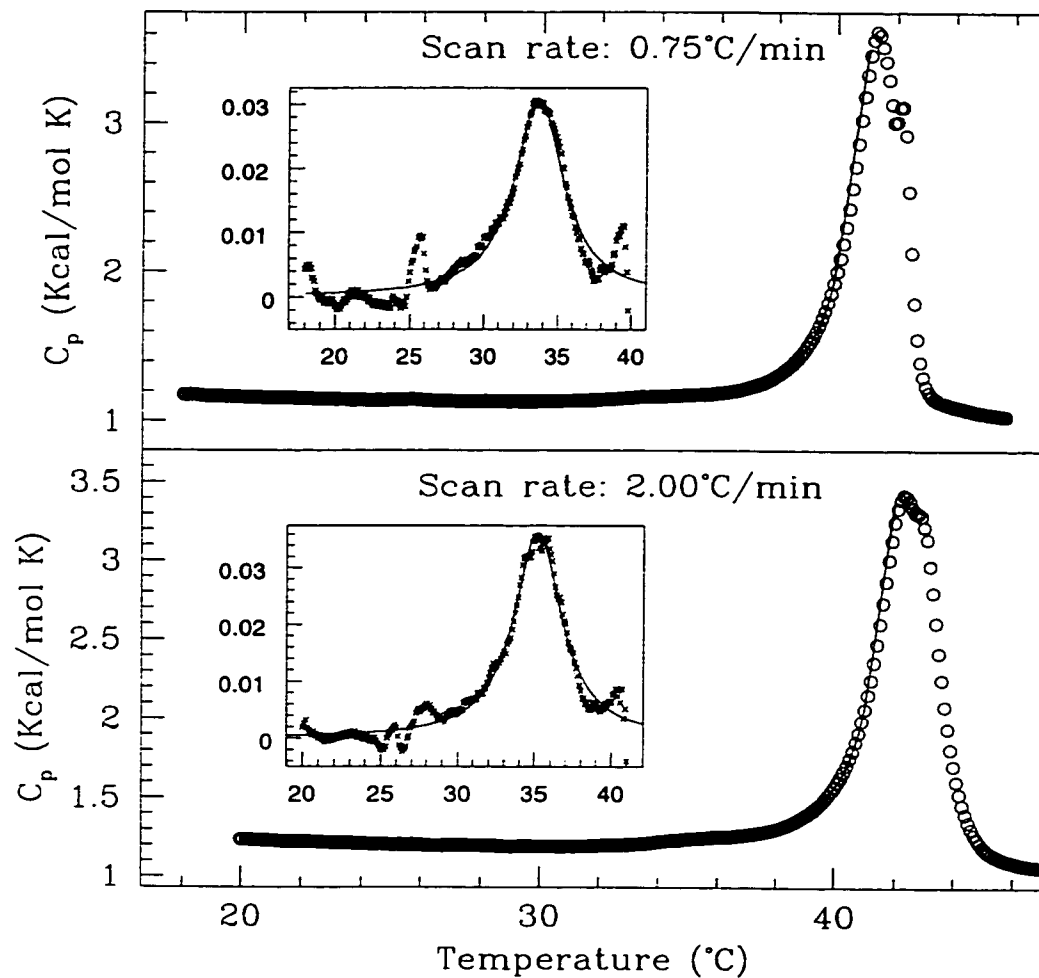 Scan rate: 0.75°C/min
C_p (Kcal/mol K)
3
2
1
0.03
0.02
0.01
0
20 25 30 35 40
Scan rate: 2.00°C/min
C_p (Kcal/mol K)
3.5
3
2.5
2
1.5
1
0.03
0.02
0.01
0
20 25 30 35 40
20 30 40
Temperature (°C)